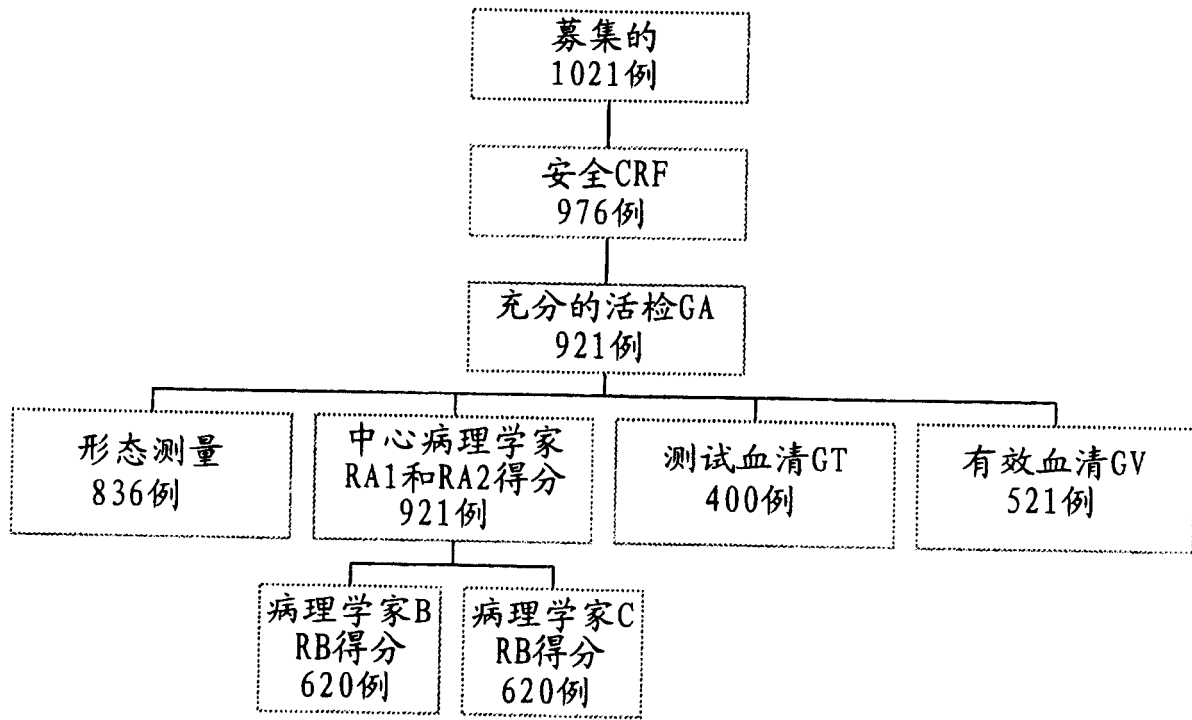 募集的
1021例
安全CRF
976例
充分的活检GA
921例
形态测量
836例
中心病理学家
RA1和RA2得分
921例
测试血清GT
400例
有效血清GV
521例
病理学家B
RB得分
620例
病理学家C
RB得分
620例